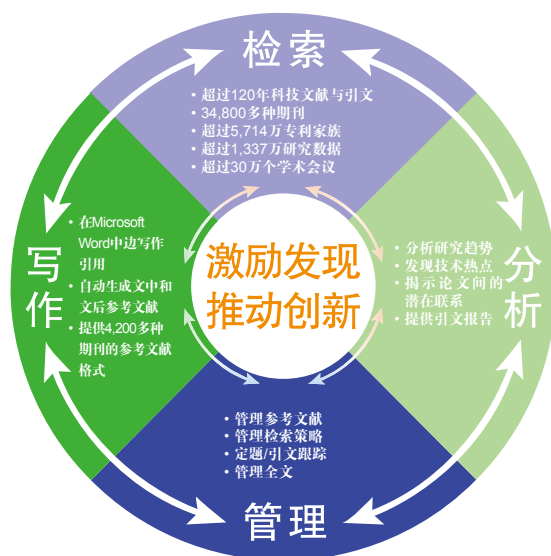 检索
• 超过120年科技文献与引文
• 34,800多种期刊
• 超过5,714万专利家族
• 超过1,337万研究数据
• 超过30万个学术会议
写
作
• 在Microsoft
Word中边写作
引用
• 自动生成文中和
文后参考文献
• 提供4,200多种
期刊的参考文献
格式
激励发现
推动创新
• 分析研究趋势
• 发现技术热点
• 揭示论文间的
潜在联系
• 提供引文报告
分
析
• 管理参考文献
• 管理检索策略
• 定题/引文跟踪
• 管理全文
管理